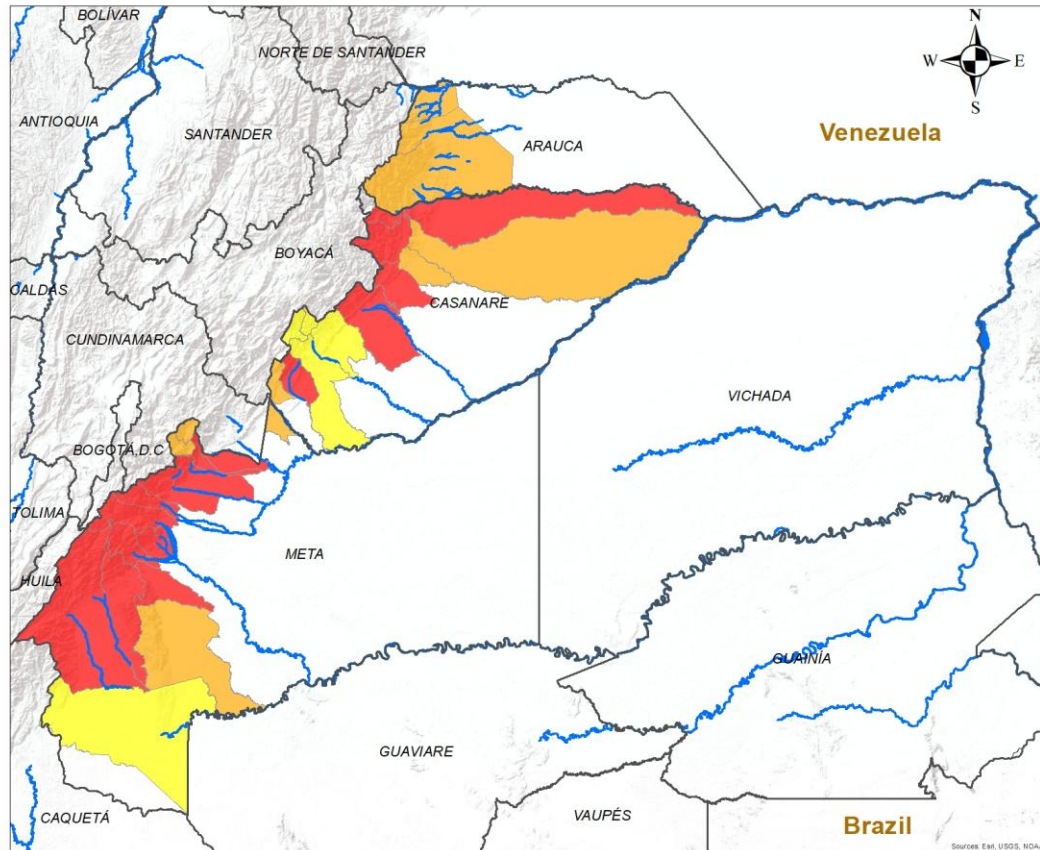 BOLÍVAR
N
NORTE DE SANTANDER
W
E
S
ANTIOQUIA
SANTANDER
Venezuela
ARAUCA
BOYACÁ
CALDAS
CASANARE
CUNDINAMARCA
VICHADA
BOGOTÁ,D.C
TOLIMA
META
HUILA
GUAINÍA
GUAVIARE
CAQUETÁ
VAUPÉS
Brazil
Sources: Esri, USGS, NOAA